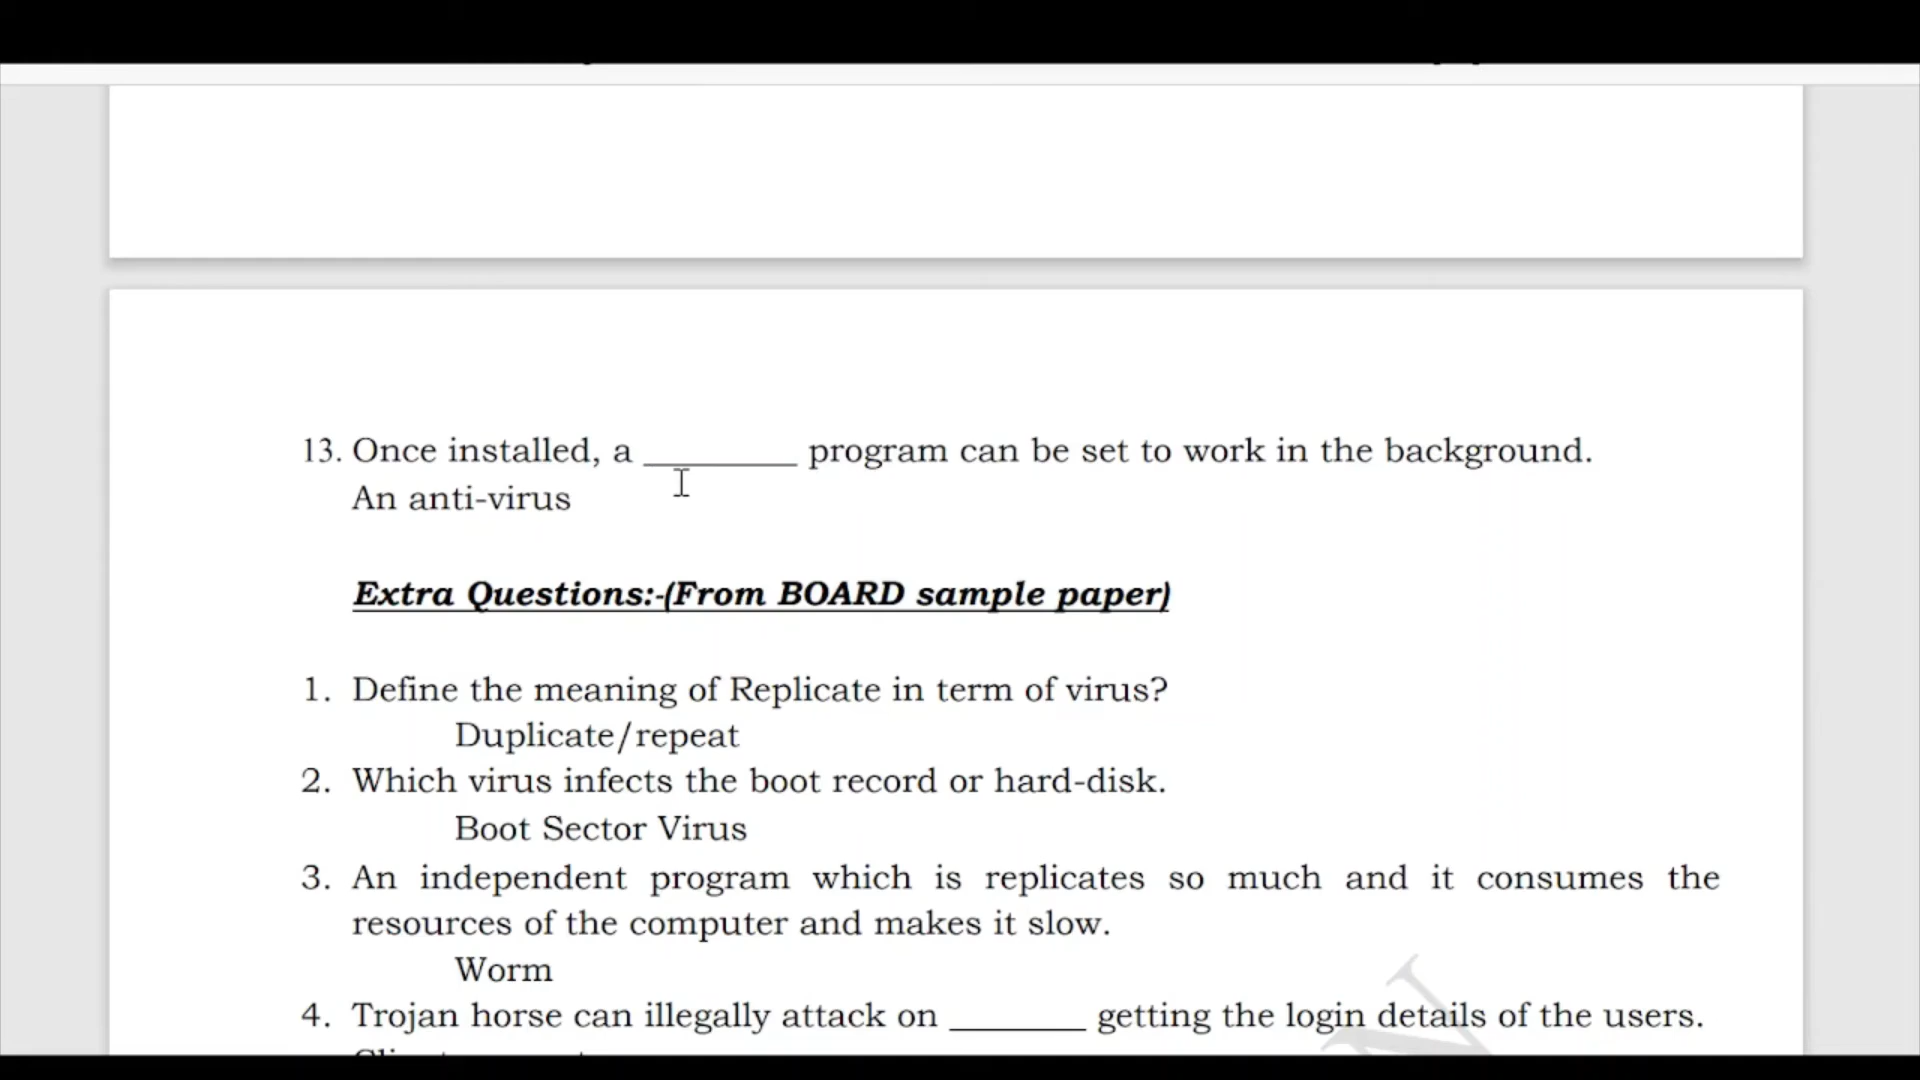 13. Once installed, a ________ program can be set to work in the background.
An anti-virus
Extra Questions:-(From BOARD sample paper)
1. Define the meaning of Replicate in term of virus?
Duplicate/repeat
2. Which virus infects the boot record or hard-disk.
Boot Sector Virus
3. An independent program which is replicates so much and it consumes the
resources of the computer and makes it slow.
Worm
4. Trojan horse can illegally attack on _______ getting the login details of the users.